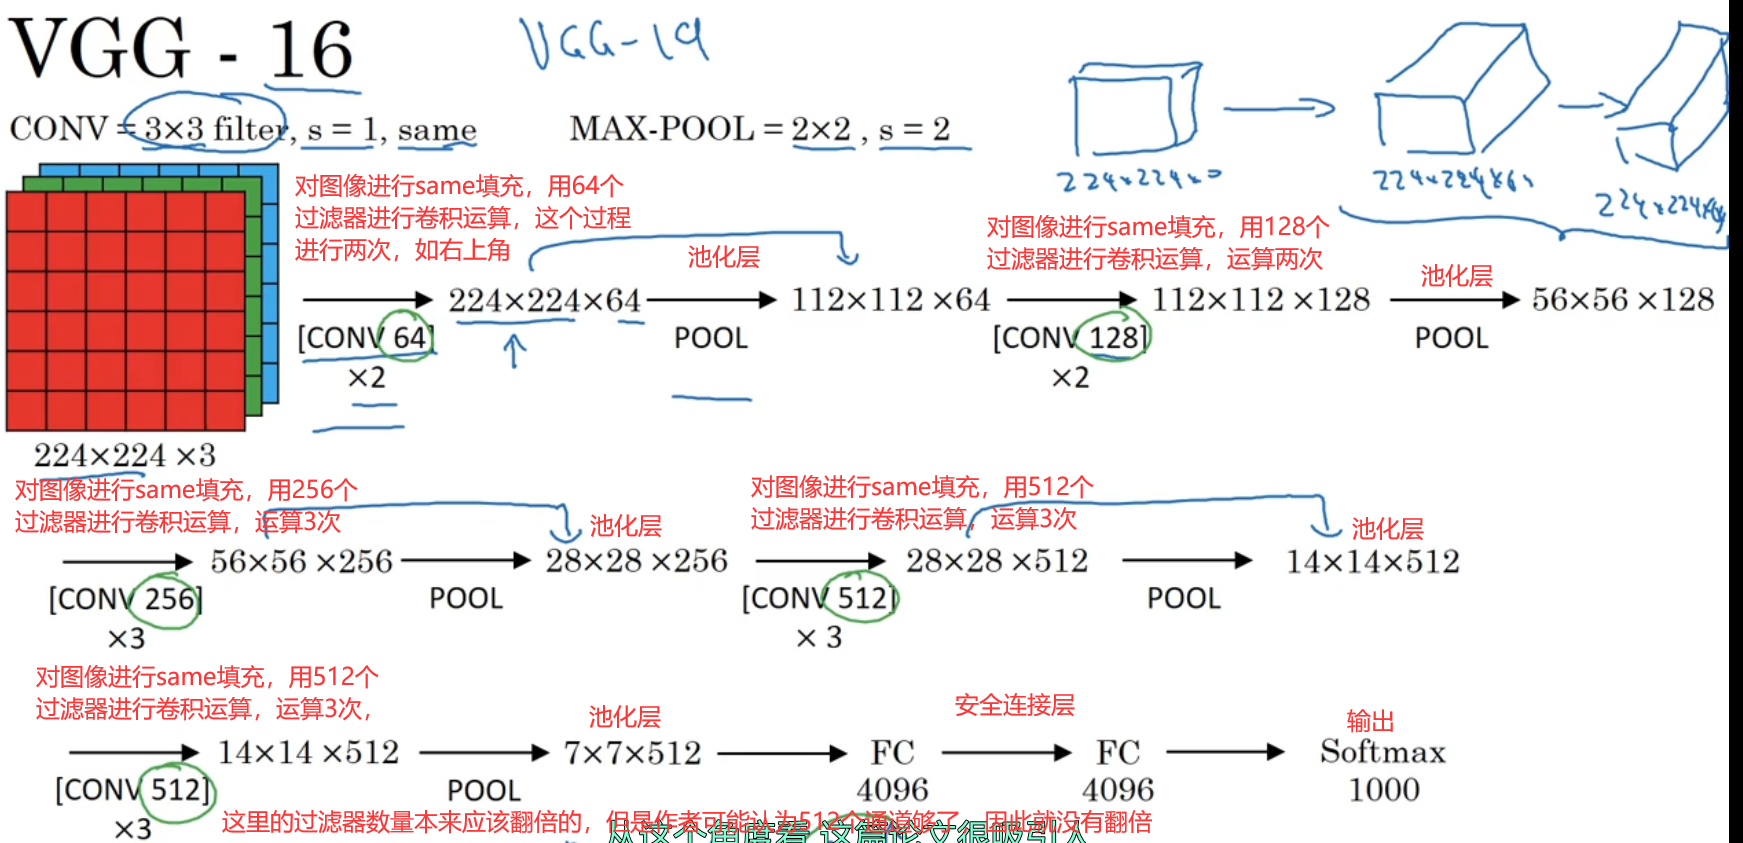 VGG - 16
VGG-19
CONV = 3×3 filter, s = 1, same
MAX-POOL = 2×2 , s = 2
224×224×3
224×224×64
224×224×64
对图像进行same填充，用64个
过滤器进行卷积运算，这个过程
进行两次，如右上角
池化层
对图像进行same填充，用128个
过滤器进行卷积运算，运算两次
池化层
224×224×64
112×112 ×64
112×112 ×128
56×56 ×128
[CONV 64]
×2
POOL
[CONV 128]
×2
POOL
224×224 ×3
对图像进行same填充，用256个
过滤器进行卷积运算，运算3次
池化层
对图像进行same填充，用512个
过滤器进行卷积运算，运算3次
池化层
56×56 ×256
28×28 ×256
28×28 ×512
14×14×512
[CONV 256]
×3
POOL
[CONV 512]
× 3
POOL
对图像进行same填充，用512个
过滤器进行卷积运算，运算3次，
池化层
安全连接层
输出
14×14 ×512
7×7×512
FC
4096
FC
4096
Softmax
1000
[CONV 512]
×3
POOL
这里的过滤器数量本来应该翻倍的，但是作者可能认为512个通道够了，因此就没有翻倍
从这个角度看 这篇论文很吸引人